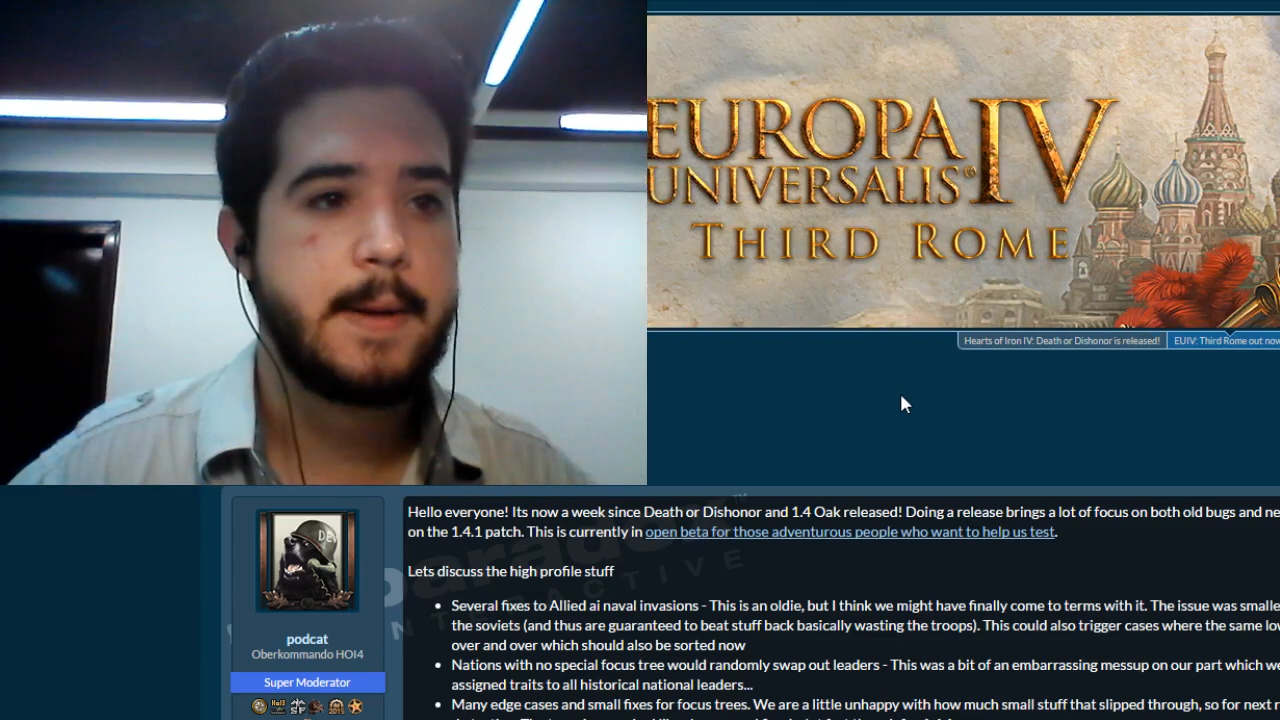 EUROPA IV
UNIVERSALIS
THIRD ROME
Hearts of Iron IV: Death or Dishonor is released! EUIV: Third Rome out now
Hello everyone! Its now a week since Death or Dishonor and 1.4 Oak released! Doing a release brings a lot of focus on both old bugs and ne
on the 1.4.1 patch. This is currently in open beta for those adventurous people who want to help us test.
Lets discuss the high profile stuff
• Several fixes to Allied ai naval invasions - This is an oldie, but I think we might have finally come to terms with it. The issue was smalle
the soviets (and thus are guaranteed to beat stuff back basically wasting the troops). This could also trigger cases where the same lo
over and over which should also be sorted now
• Nations with no special focus tree would randomly swap out leaders - This was a bit of an embarrassing messup on our part which we
assigned traits to all historical national leaders...
• Many edge cases and small fixes for focus trees. We are a little unhappy with how much small stuff that slipped through, so for next
podcat
Oberkommando HOI4
Super Moderator